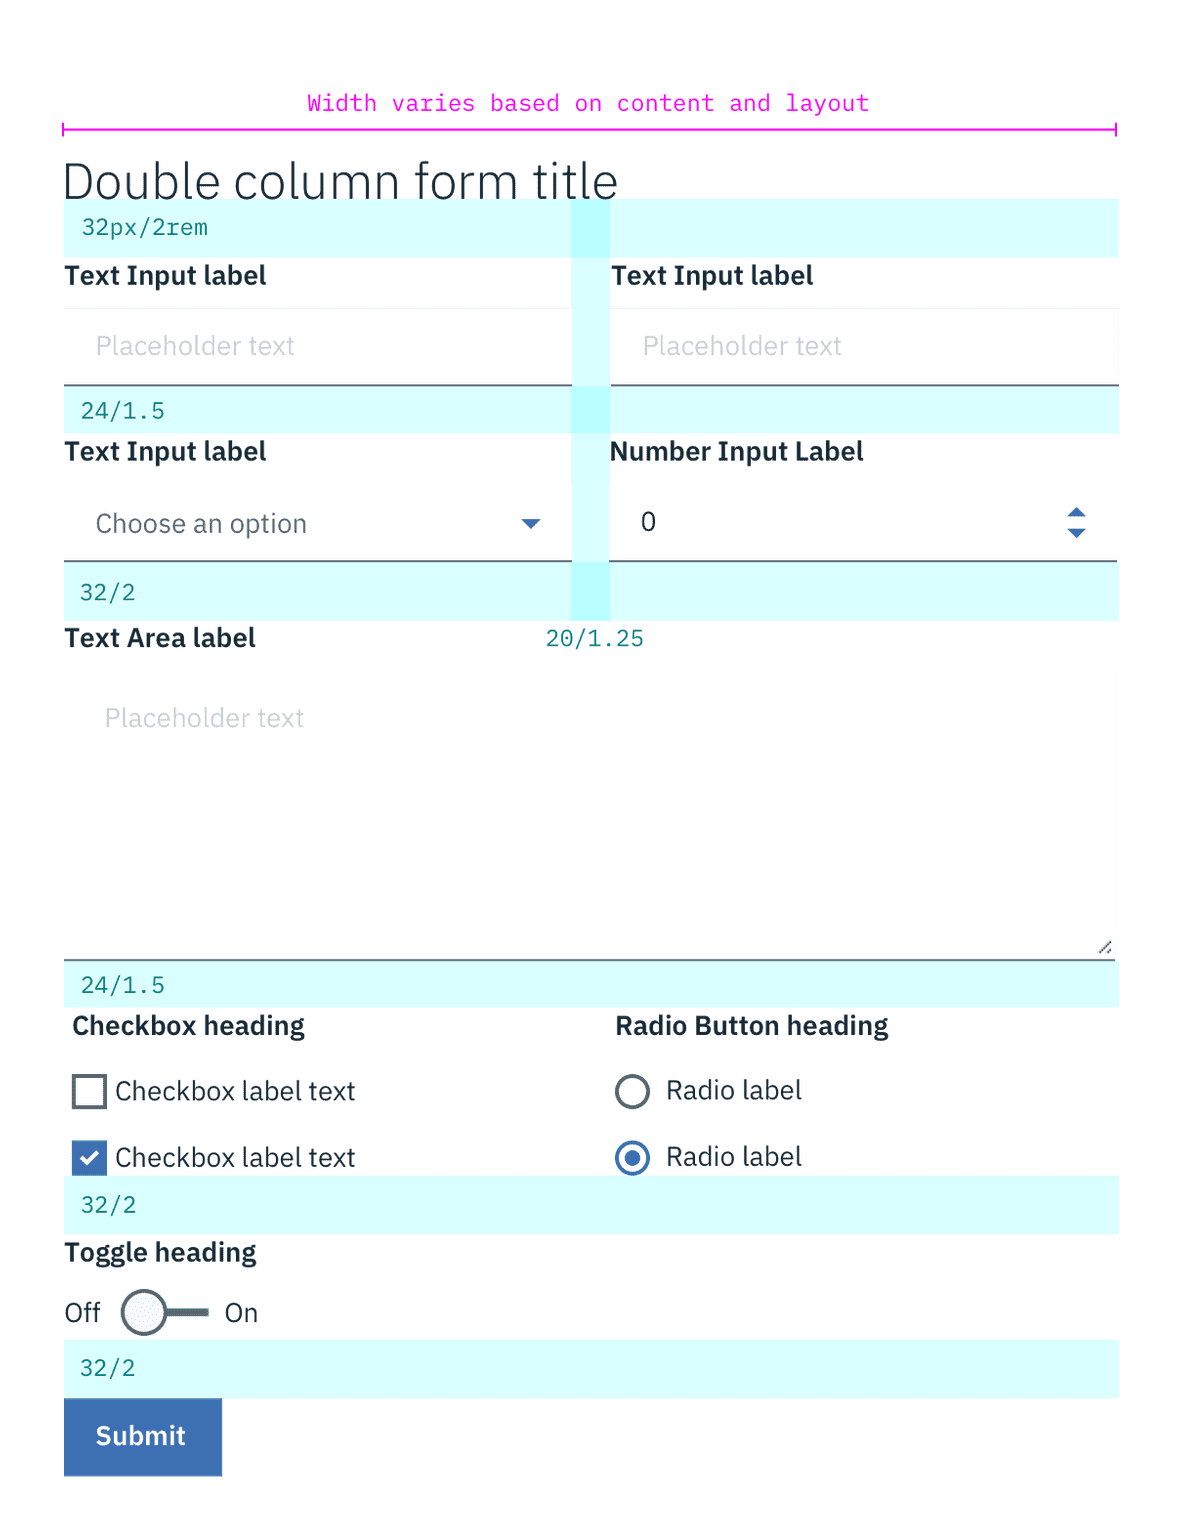 Width varies based on content and layout
Double column form title
32px/2rem
Text Input label Text Input label
Placeholder text Placeholder text
24/1.5
Text Input label Number Input Label
Choose an option 0
32/2
Text Area label 20/1.25
Placeholder text
24/1.5
Checkbox heading Radio Button heading
Checkbox label text Radio label
Checkbox label text Radio label
32/2
Toggle heading
Off On
32/2
Submit